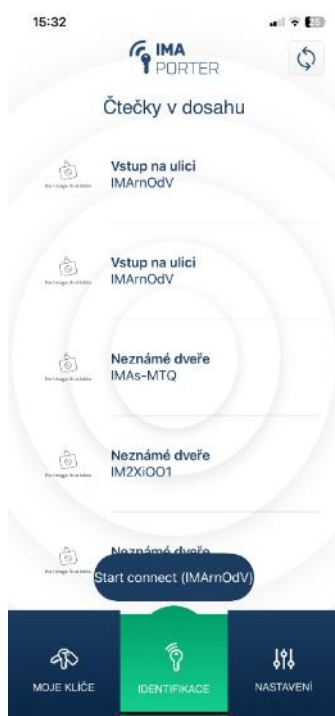 15:32
IMA
PORTER
Čtečky v dosahu
Vstup na ulici
IMArnOdV
No Image Available
Vstup na ulici
IMArnOdV
No Image Available
Neznámé dveře
IMAs-MTQ
No Image Available
Neznámé dveře
IM2XiOO1
No Image Available
Neznámé dveře
No Image Available
Start connect (IMArnOdV)
MOJE KLÍČE
IDENTIFIKACE
NASTAVENÍ